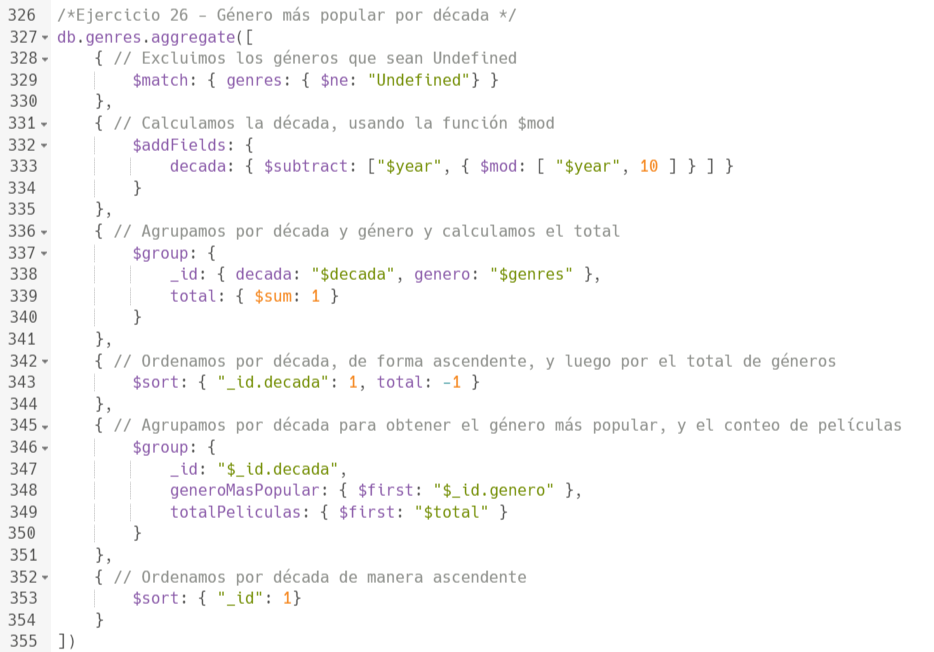 326 /*Ejercicio 26 - Género más popular por década */
327 db.genres.aggregate([
328     { // Excluimos los géneros que sean Undefined
329         $match: { genres: { $ne: "Undefined"} }
330     },
331     { // Calculamos la década, usando la función $mod
332         $addFields: {
333             decada: { $subtract: ["$year", { $mod: [ "$year", 10 ] } ] }
334         }
335     },
336     { // Agrupamos por década y género y calculamos el total
337         $group: {
338             _id: { decada: "$decada", genero: "$genres" },
339             total: { $sum: 1 }
340         }
341     },
342     { // Ordenamos por década, de forma ascendente, y luego por el total de géneros
343         $sort: { "_id.decada": 1, total: -1 }
344     },
345     { // Agrupamos por década para obtener el género más popular, y el conteo de películas
346         $group: {
347             _id: "$_id.decada",
348             generoMasPopular: { $first: "$_id.genero" },
349             totalPeliculas: { $first: "$total" }
350         }
351     },
352     { // Ordenamos por década de manera ascendente
353         $sort: { "_id": 1}
354     }
355 ])